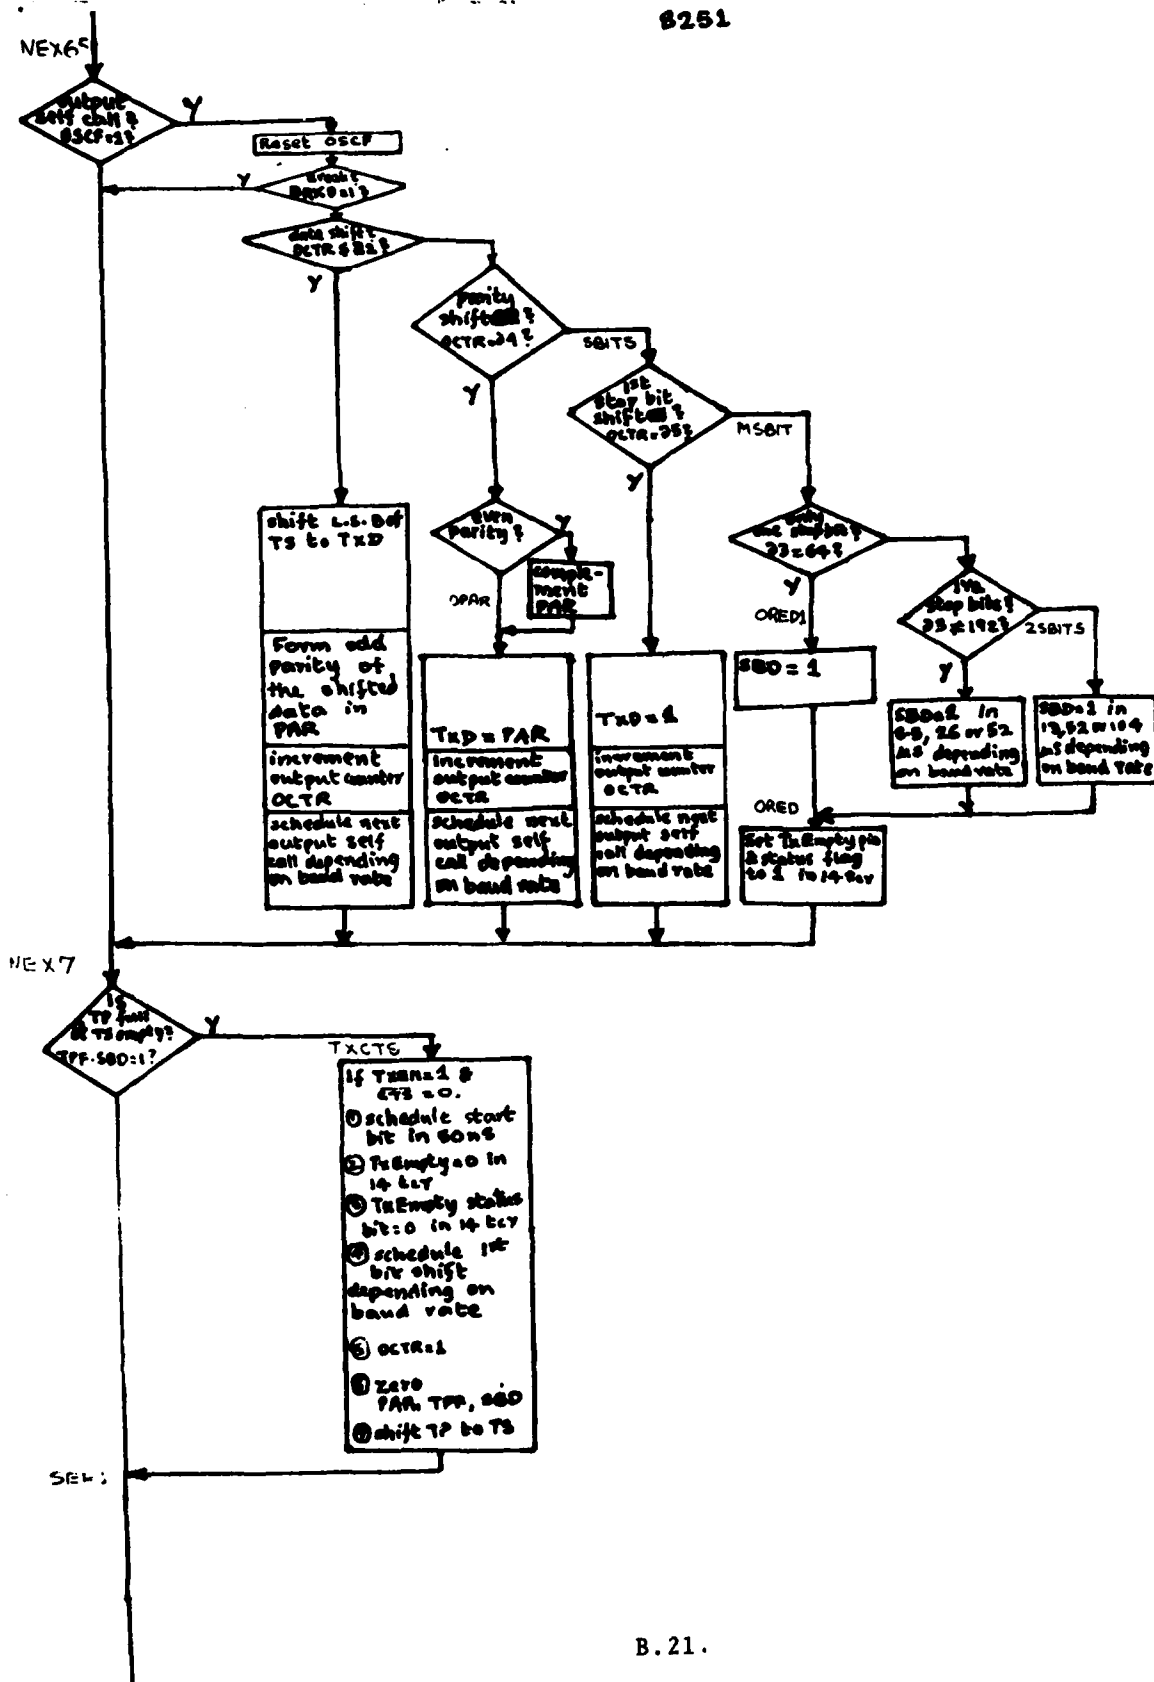 8251
NEX65
output
self call?
OSCF=1?
Y
Reset OSCF
Y
Break?
BRKD=1?
data shift?
Y
parity
shift ?
OCTR=24?
SBITS
Y
1st
stop bit
shift ?
OCTR=25?
MSBIT
Y
shift L.S.B of
TS to TxD
even
parity?
Y
comple-
ment
PAR
OPAR
only
one stop bit?
23=64?
Y
ORED1
stop bits?
23≠192?
2SBITS
Y
Form odd
parity of
the shifted
data in
PAR
TxD = PAR
TxD=1
SBD = 1
SBD=1 in
6.5, 26 or 52
µs depending
on baud rate
SBD=1 in
13,52 or 104
µs depending
on baud rate
increment
output counter
OCTR
increment
output counter
OCTR
increment
output counter
OCTR
ORED
schedule next
output self
call depending
on baud rate
schedule next
output self
call depending
on baud rate
schedule next
output self
call depending
on baud rate
Set TxEmpty pin
& status flag
to 1 in 14 tcy
NEX7
Is
TP full
& TS empty?
TPF.SBD=1?
Y
TXCTS
If TxEn=1 &
CTS =0.
① schedule start
bit in 50ns
② TxEmpty=0 in
14 tcy
③ TxEmpty status
bit=0 in 14 tcy
④ schedule 1st
bit shift
depending on
baud rate
⑤ OCTR=1
⑥ zero
PAR, TPF, SBD
⑦ shift TP to TS
B.21.